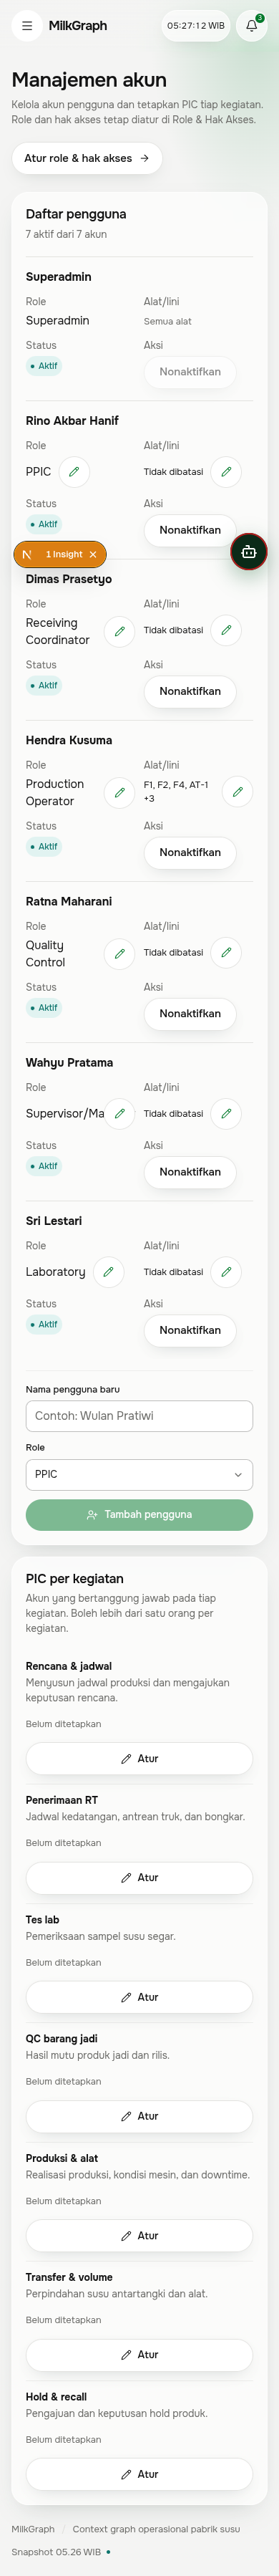 MilkGraph
05:27:12 WIB
3
Manajemen akun
Kelola akun pengguna dan tetapkan PIC tiap kegiatan.
Role dan hak akses tetap diatur di Role & Hak Akses.
Atur role & hak akses
Daftar pengguna
7 aktif dari 7 akun
Superadmin
Role
Alat/lini
Superadmin
Semua alat
Status
Aksi
Aktif
Nonaktifkan
Rino Akbar Hanif
Role
Alat/lini
PPIC
Tidak dibatasi
Status
Aksi
Aktif
Nonaktifkan
N
1 Insight
Dimas Prasetyo
Role
Alat/lini
Receiving
Coordinator
Tidak dibatasi
Status
Aksi
Aktif
Nonaktifkan
Hendra Kusuma
Role
Alat/lini
Production
Operator
F1, F2, F4, AT-1
+3
Status
Aksi
Aktif
Nonaktifkan
Ratna Maharani
Role
Alat/lini
Quality
Control
Tidak dibatasi
Status
Aksi
Aktif
Nonaktifkan
Wahyu Pratama
Role
Alat/lini
Supervisor/Ma
Tidak dibatasi
Status
Aksi
Aktif
Nonaktifkan
Sri Lestari
Role
Alat/lini
Laboratory
Tidak dibatasi
Status
Aksi
Aktif
Nonaktifkan
Nama pengguna baru
Contoh: Wulan Pratiwi
Role
PPIC
Tambah pengguna
PIC per kegiatan
Akun yang bertanggung jawab pada tiap
kegiatan. Boleh lebih dari satu orang per
kegiatan.
Rencana & jadwal
Menyusun jadwal produksi dan mengajukan
keputusan rencana.
Belum ditetapkan
Atur
Penerimaan RT
Jadwal kedatangan, antrean truk, dan bongkar.
Belum ditetapkan
Atur
Tes lab
Pemeriksaan sampel susu segar.
Belum ditetapkan
Atur
QC barang jadi
Hasil mutu produk jadi dan rilis.
Belum ditetapkan
Atur
Produksi & alat
Realisasi produksi, kondisi mesin, dan downtime.
Belum ditetapkan
Atur
Transfer & volume
Perpindahan susu antartangki dan alat.
Belum ditetapkan
Atur
Hold & recall
Pengajuan dan keputusan hold produk.
Belum ditetapkan
Atur
MilkGraph / Context graph operasional pabrik susu
Snapshot 05.26 WIB